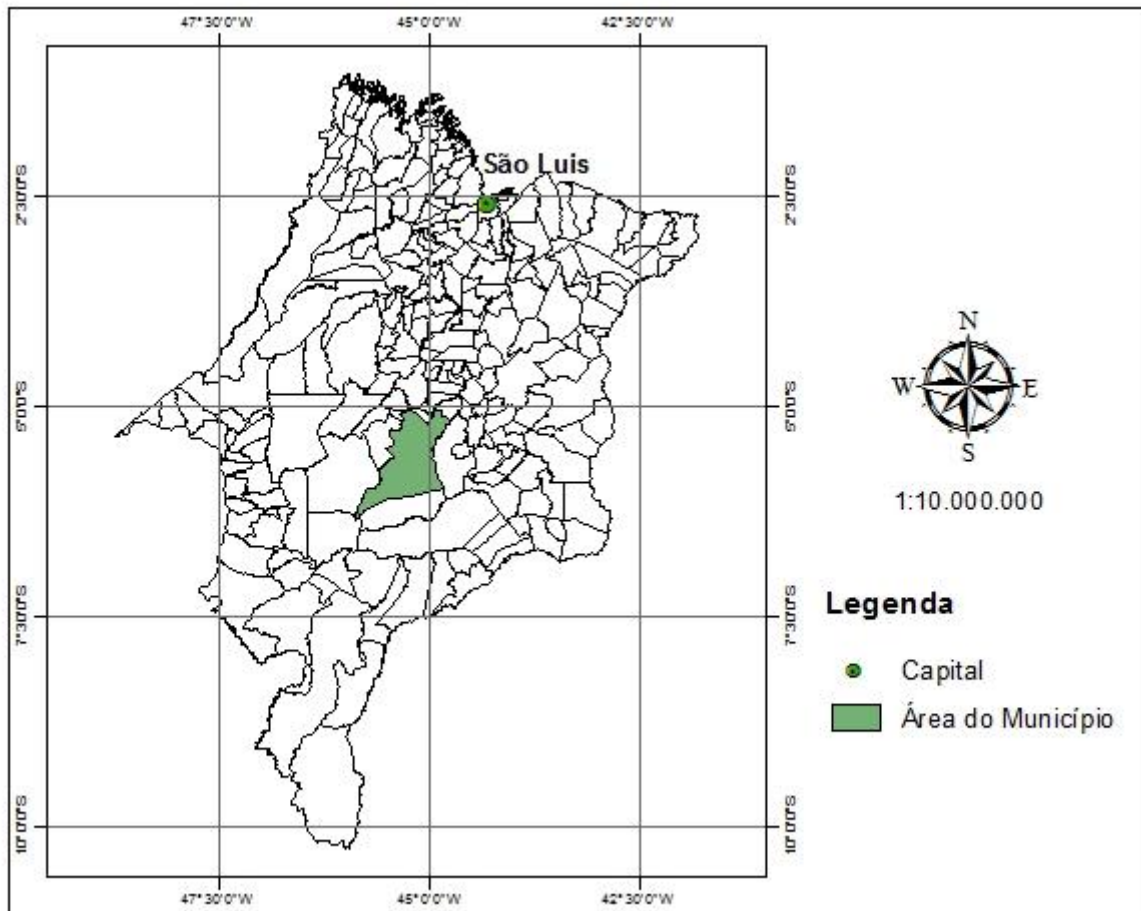 47°30'0"W 45°0'0"W 42°30'0"W
São Luis
2°30'0"S 2°30'0"S
N
W E
S
5°0'0"S 5°0'0"S
1:10.000.000
Legenda
7°30'0"S 7°30'0"S
Capital
Área do Município
10°0'0"S 10°0'0"S
47°30'0"W 45°0'0"W 42°30'0"W